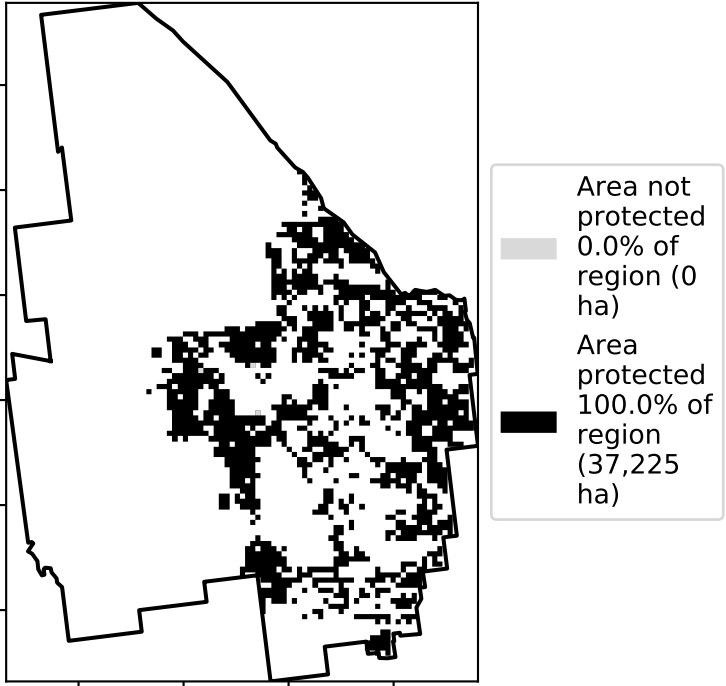 Area not
protected
0.0% of
region (0
ha)
Area
protected
100.0% of
region
(37,225
ha)